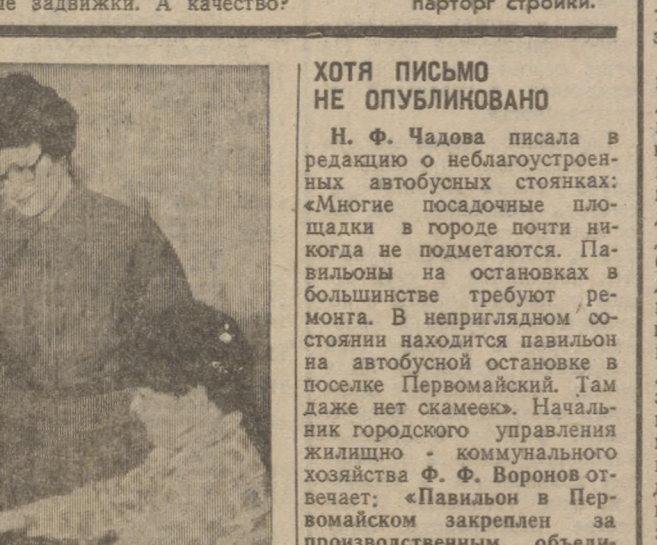 задвижки. А качество?
парторг стройки.
ХОТЯ ПИСЬМО
НЕ ОПУБЛИКОВАНО
Н. Ф. Чадова писала в
редакцию о неблагоустроен-
ных автобусных стоянках:
«Многие посадочные пло-
щадки в городе почти ни-
когда не подметаются. Па-
вильоны на остановках в
большинстве требуют ре-
монта. В неприглядном со-
стоянии находится павильон
на автобусной остановке в
поселке Первомайский. Там
даже нет скамеек». Началь-
ник городского управления
жилищно - коммунального
хозяйства Ф. Ф. Воронов от-
вечает: «Павильон в Пер-
вомайском закреплен за
производственным объеди-